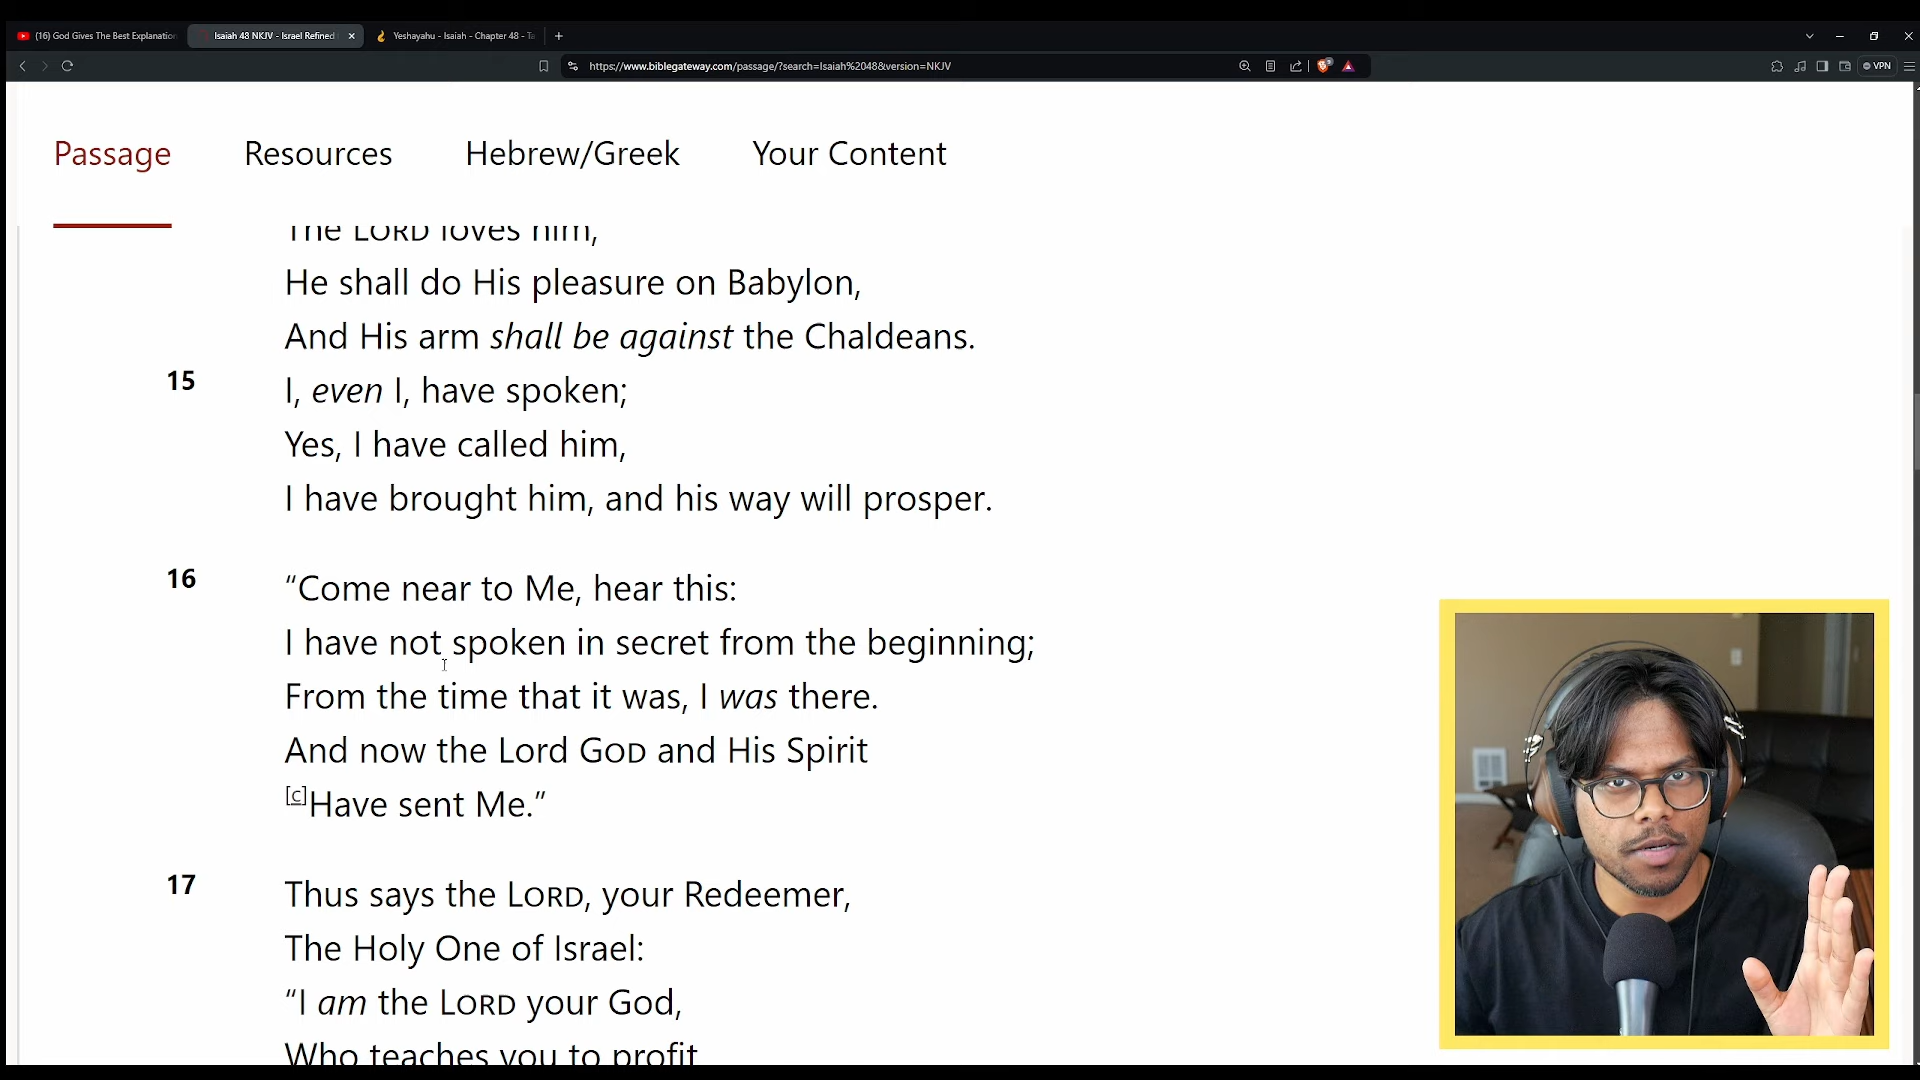 (16) God Gives The Best Explanation
Isaiah 48 NKJV - Israel Refined
Yeshayahu - Isaiah - Chapter 48 - Ta
https://www.biblegateway.com/passage/?search=Isaiah%2048&version=NKJV
VPN
Passage
Resources
Hebrew/Greek
Your Content
The LORD loves him,
He shall do His pleasure on Babylon,
And His arm shall be against the Chaldeans.
15
I, even I, have spoken;
Yes, I have called him,
I have brought him, and his way will prosper.
16
“Come near to Me, hear this:
I have not spoken in secret from the beginning;
From the time that it was, I was there.
And now the Lord GOD and His Spirit
[c]Have sent Me.”
17
Thus says the LORD, your Redeemer,
The Holy One of Israel:
“I am the LORD your God,
Who teaches you to profit